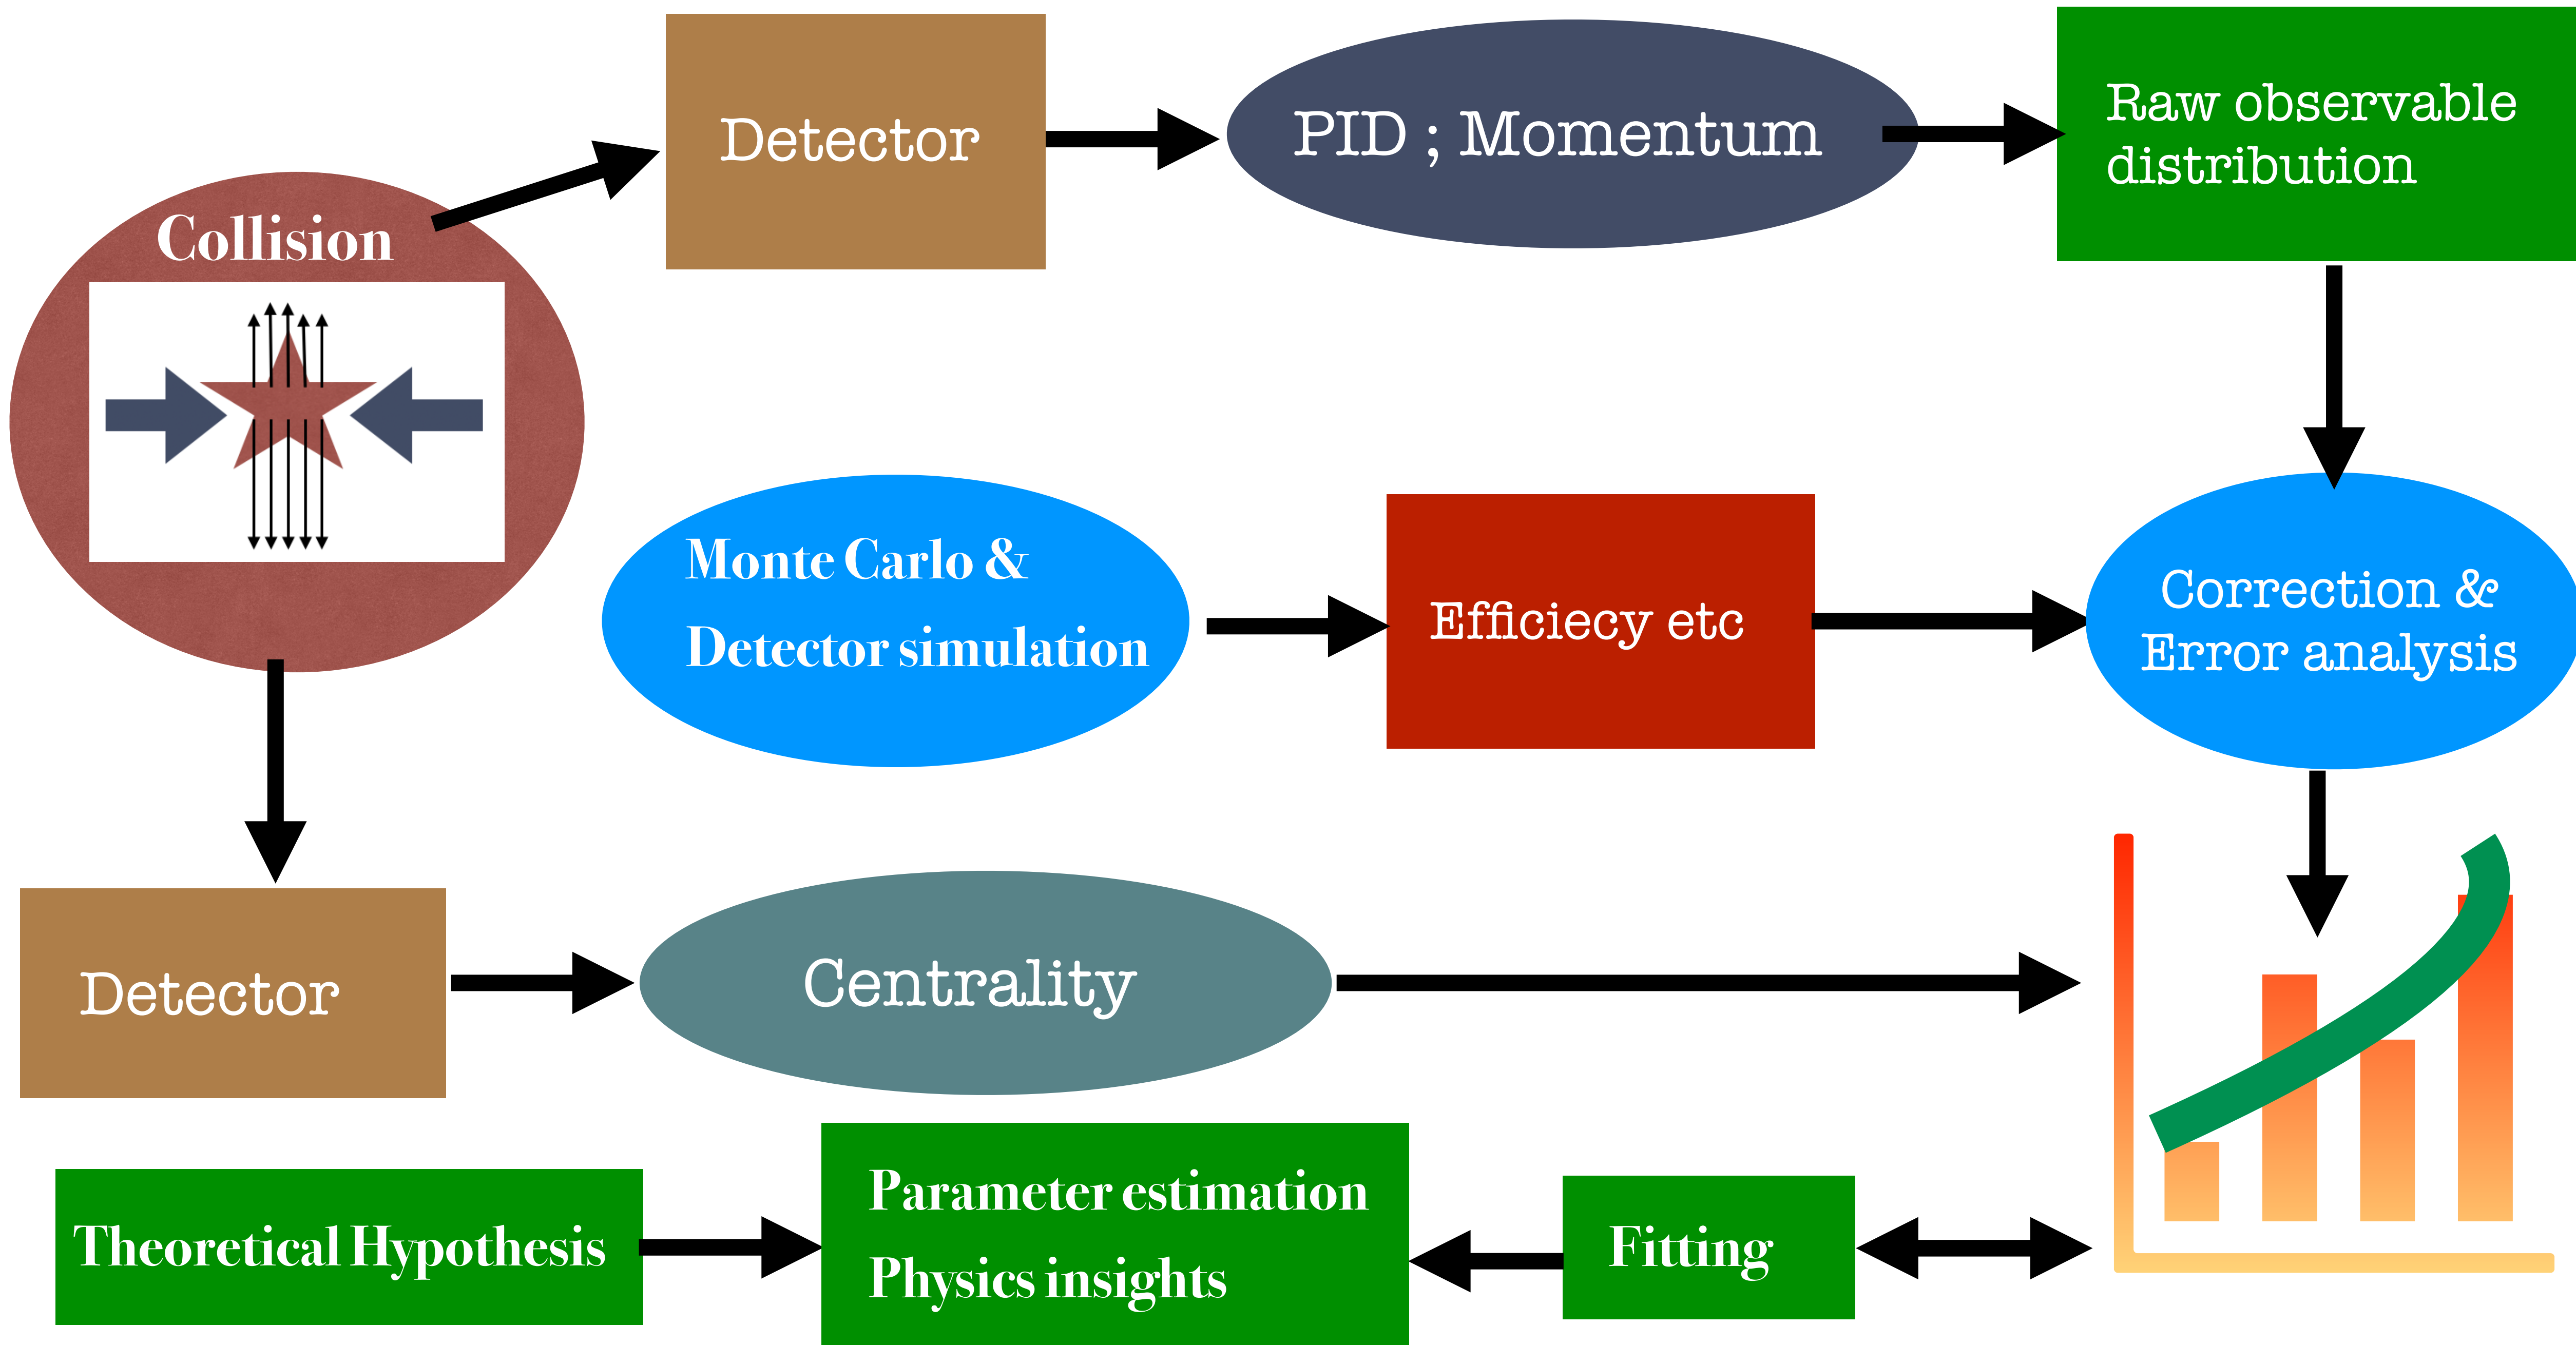 Detector
PID ; Momentum
Raw observable
distribution
Collision
Monte Carlo &
Detector simulation
Efficiecy etc
Correction &
Error analysis
Detector
Centrality
Theoretical Hypothesis
Parameter estimation
Physics insights
Fitting